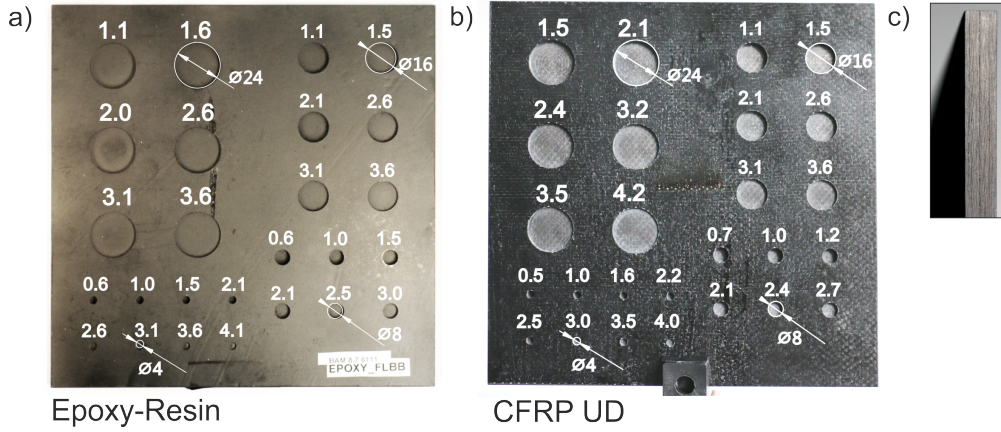 a)
1.1 1.6 1.1 1.5
ø24 ø16
2.0 2.6 2.1 2.6
3.1 3.6 3.1 3.6
0.6 1.0 1.5
0.6 1.0 1.5 2.1
2.1 2.5 3.0
2.6 3.1 3.6 4.1
ø8
ø4
BAM 8.7 6111
EPOXY_FLBB
Epoxy-Resin
b)
1.5 2.1 1.1 1.5
ø24 ø16
2.4 3.2 2.1 2.6
3.5 4.2 3.1 3.6
0.7 1.0 1.2
0.5 1.0 1.6 2.2
2.1 2.4 2.7
2.5 3.0 3.5 4.0
ø8
ø4
CFRP UD
c)